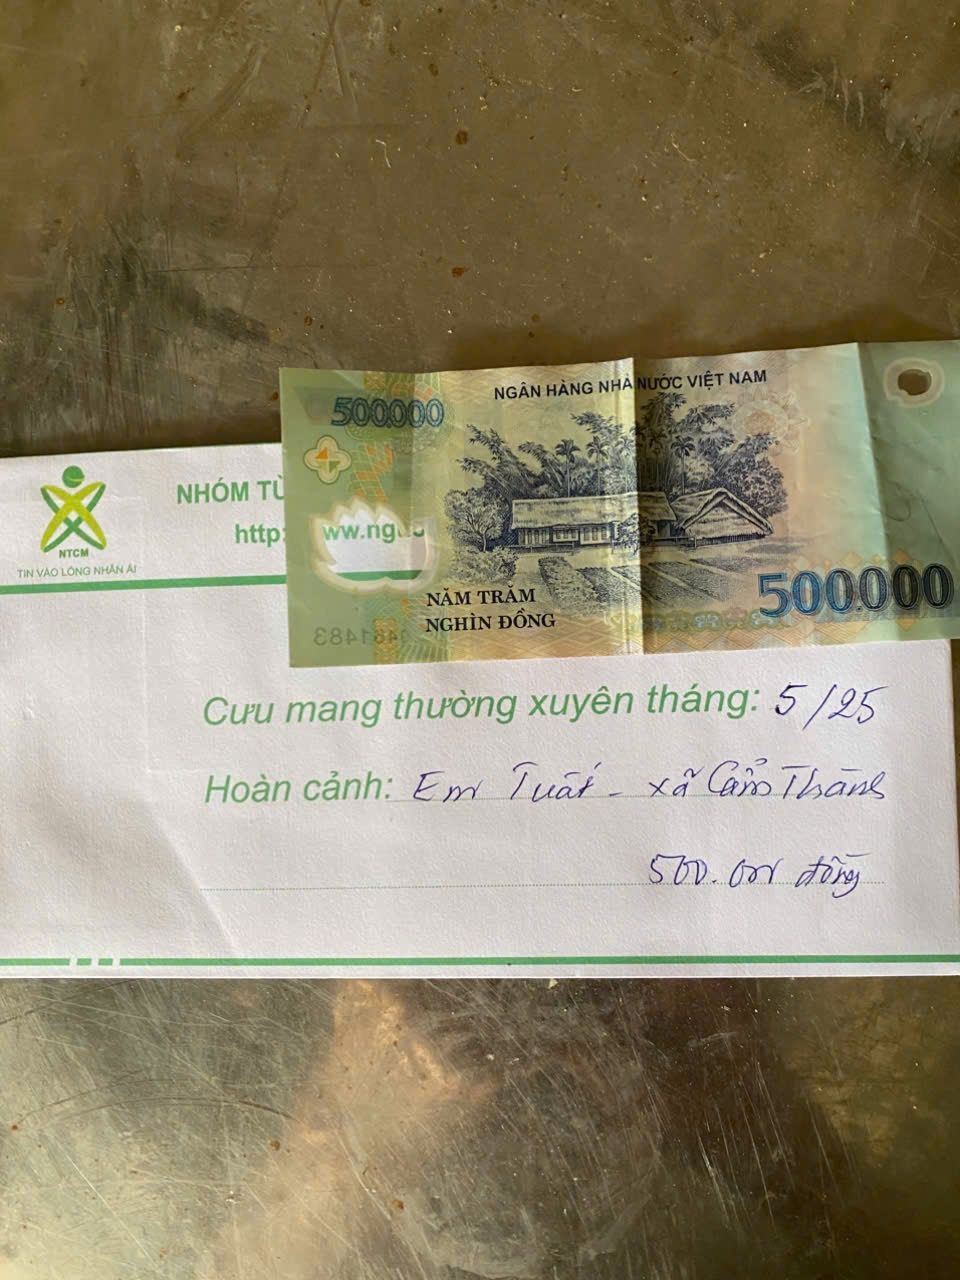 NGÂN HÀNG NHÀ NƯỚC VIỆT NAM
500.000
NTCM
TIN VÀO LÒNG NHÂN ÁI
NHÓM TỪ
http:
ww.ng
NĂM TRĂM
NGHÌN ĐỒNG
500.000
Cưu mang thường xuyên tháng: 5/25
Hoàn cảnh: Em Tuất - xã Cẩm Thành
500.000 đồng